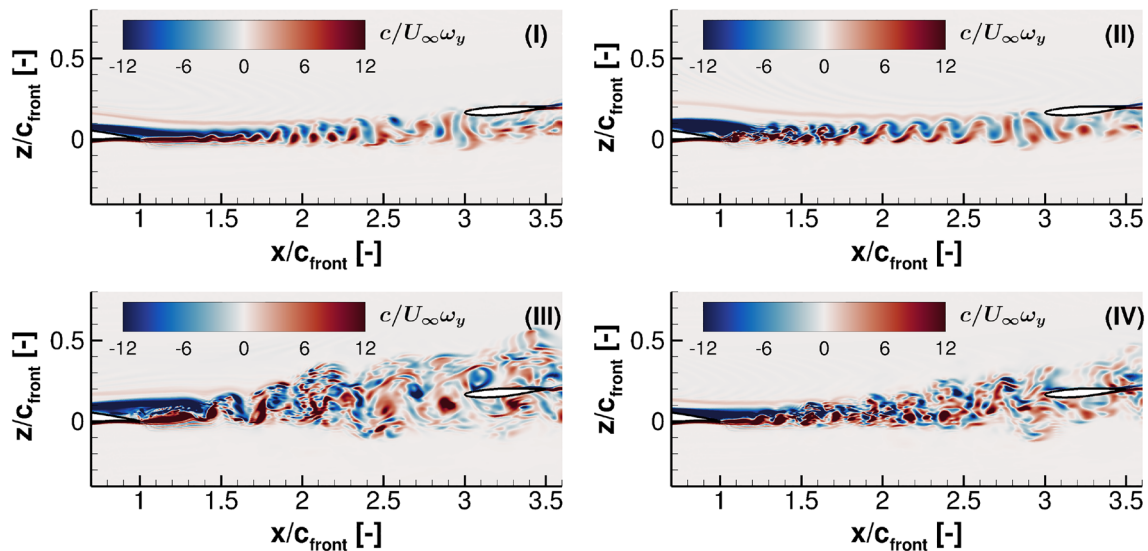 c/U∞ωy (I)
-12 -6 0 6 12
0.5
0
z/cfront [-]
1 1.5 2 2.5 3 3.5
x/cfront [-]
c/U∞ωy (II)
-12 -6 0 6 12
0.5
0
z/cfront [-]
1 1.5 2 2.5 3 3.5
x/cfront [-]
c/U∞ωy (III)
-12 -6 0 6 12
0.5
0
z/cfront [-]
1 1.5 2 2.5 3 3.5
x/cfront [-]
c/U∞ωy (IV)
-12 -6 0 6 12
0.5
0
z/cfront [-]
1 1.5 2 2.5 3 3.5
x/cfront [-]